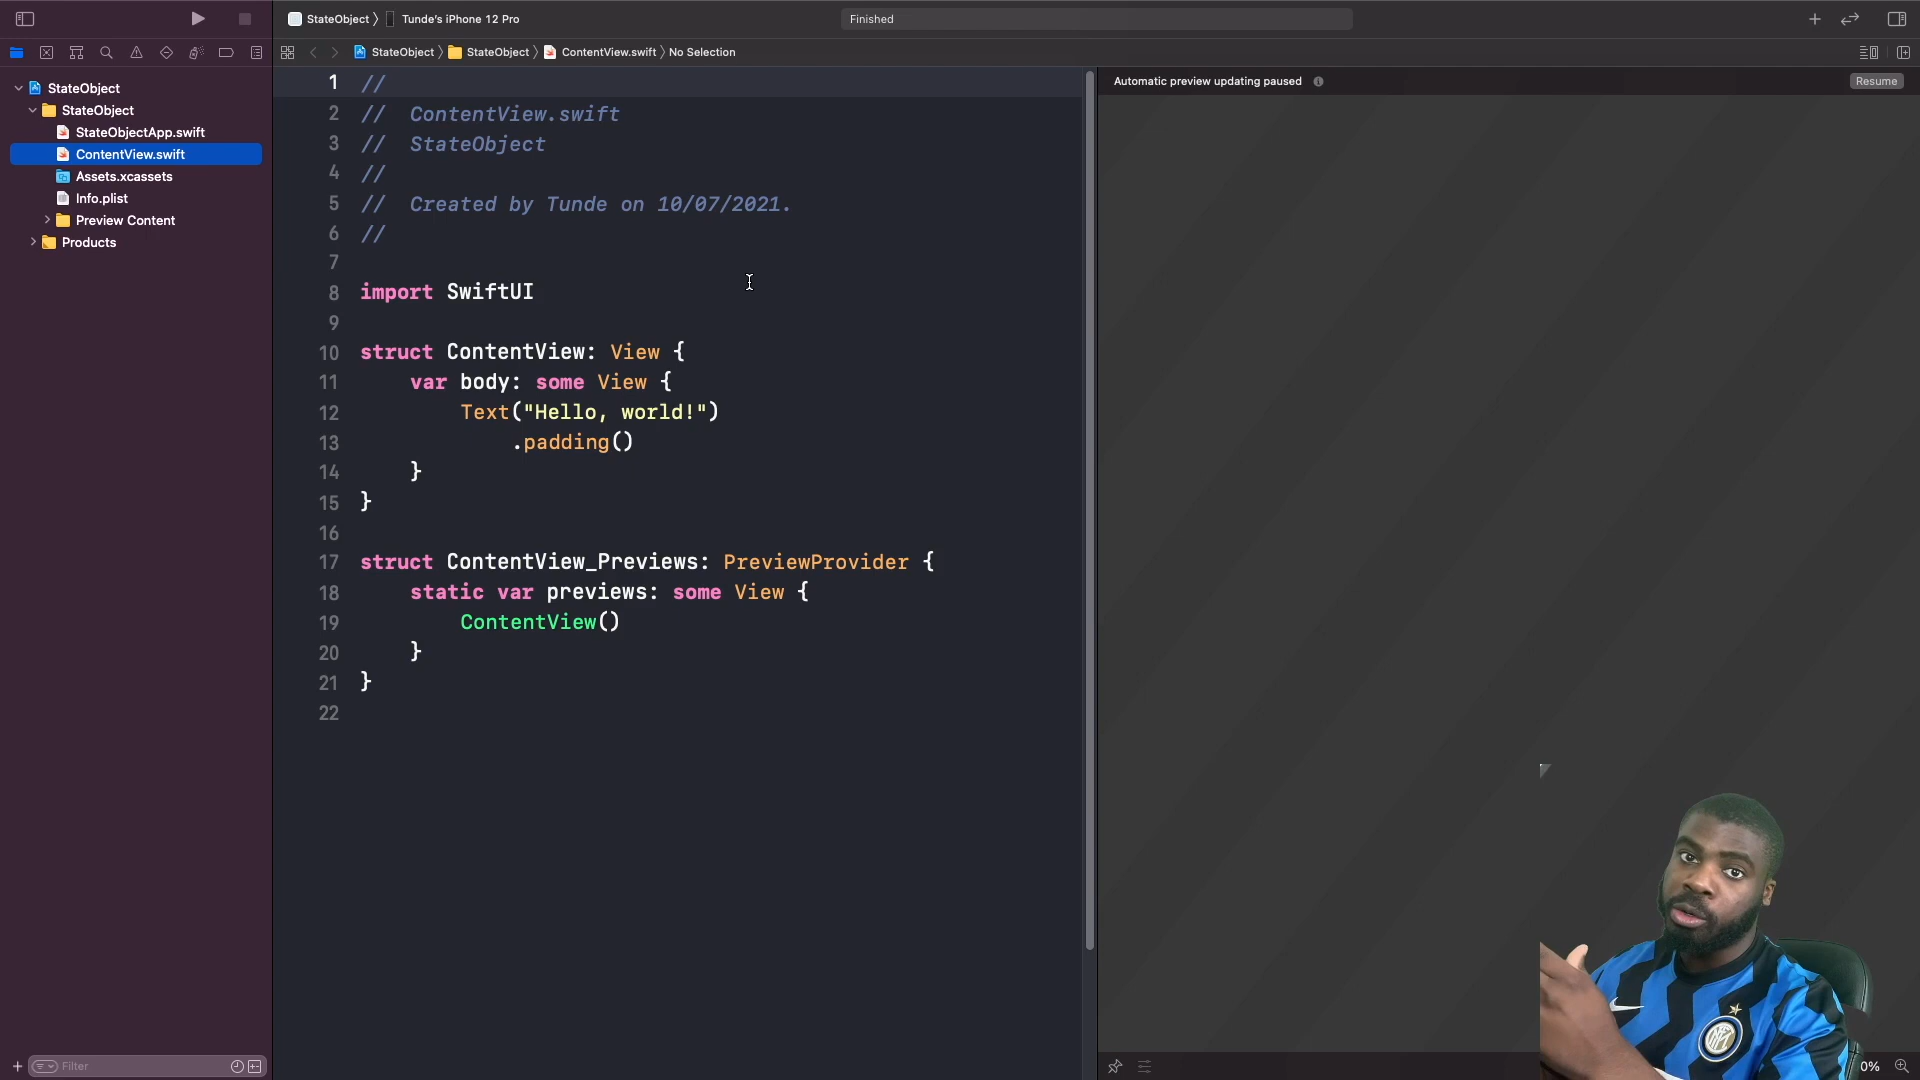 StateObject 〉 Tunde's iPhone 12 Pro
Finished
StateObject 〉 StateObject 〉 ContentView.swift 〉 No Selection
Automatic preview updating paused
Resume
StateObject
StateObject
StateObjectApp.swift
ContentView.swift
Assets.xcassets
Info.plist
Preview Content
Products
1 //
2 //  ContentView.swift
3 //  StateObject
4 //
5 //  Created by Tunde on 10/07/2021.
6 //
7
8 import SwiftUI
9
10 struct ContentView: View {
11     var body: some View {
12         Text("Hello, world!")
13             .padding()
14     }
15 }
16
17 struct ContentView_Previews: PreviewProvider {
18     static var previews: some View {
19         ContentView()
20     }
21 }
22
Filter
0%